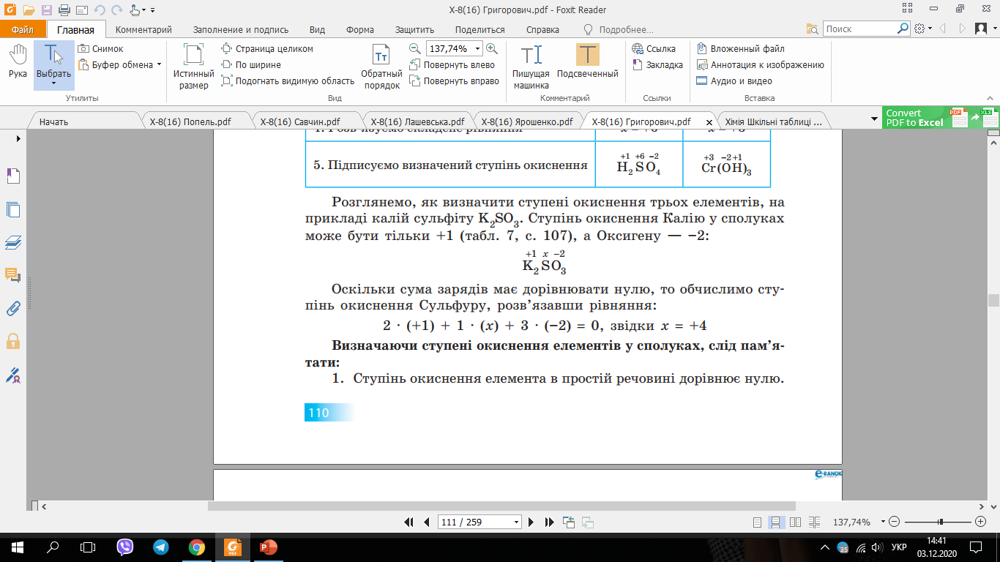 X-8(16) Григорович.pdf - Foxit Reader
Файл Главная Комментарий Заполнение и подпись Вид Форма Защитить Поделиться Справка Подробнее... Поиск
Рука
Выбрать
Снимок
Буфер обмена
Утилиты
Истинный размер
Страница целиком
По ширине
Подогнать видимую область
Обратный порядок
137,74%
Повернуть влево
Повернуть вправо
Вид
Пишущая машинка
Подсвеченный
Комментарий
Ссылка
Закладка
Ссылки
Вложенный файл
Аннотация к изображению
Аудио и видео
Вставка
Начать X-8(16) Попель.pdf X-8(16) Савчин.pdf X-8(16) Лашевська.pdf X-8(16) Ярошенко.pdf X-8(16) Григорович.pdf Хімія Шкільні таблиці ...
Convert
PDF to Excel
5. Підписуємо визначений ступінь окиснення
+1 +6 −2
H₂SO₄
+3 −2+1
Cr(OH)₃
Розглянемо, як визначити ступені окиснення трьох елементів, на
прикладі калій сульфіту K₂SO₃. Ступінь окиснення Калію у сполуках
може бути тільки +1 (табл. 7, с. 107), а Оксигену — −2:
+1 x −2
K₂SO₃
Оскільки сума зарядів має дорівнювати нулю, то обчислимо сту-
пінь окиснення Сульфуру, розв’язавши рівняння:
2 · (+1) + 1 · (x) + 3 · (−2) = 0, звідки x = +4
Визначаючи ступені окиснення елементів у сполуках, слід пам’я-
тати:
1. Ступінь окиснення елемента в простій речовині дорівнює нулю.
110
e-RANOK
111 / 259
137,74%
УКР
14:41
03.12.2020